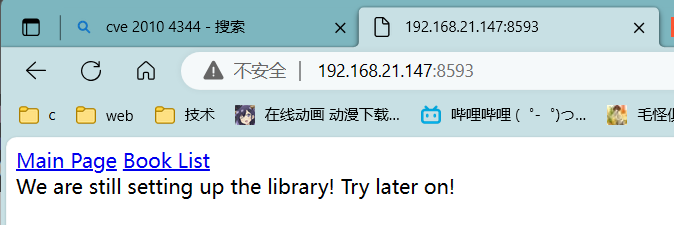 cve 2010 4344 - 搜索
192.168.21.147:8593
不安全 192.168.21.147:8593
c web 技术 在线动画 动漫下载... 哔哩哔哩 ( ゜- ゜)つ... 毛怪俱
Main Page Book List
We are still setting up the library! Try later on!